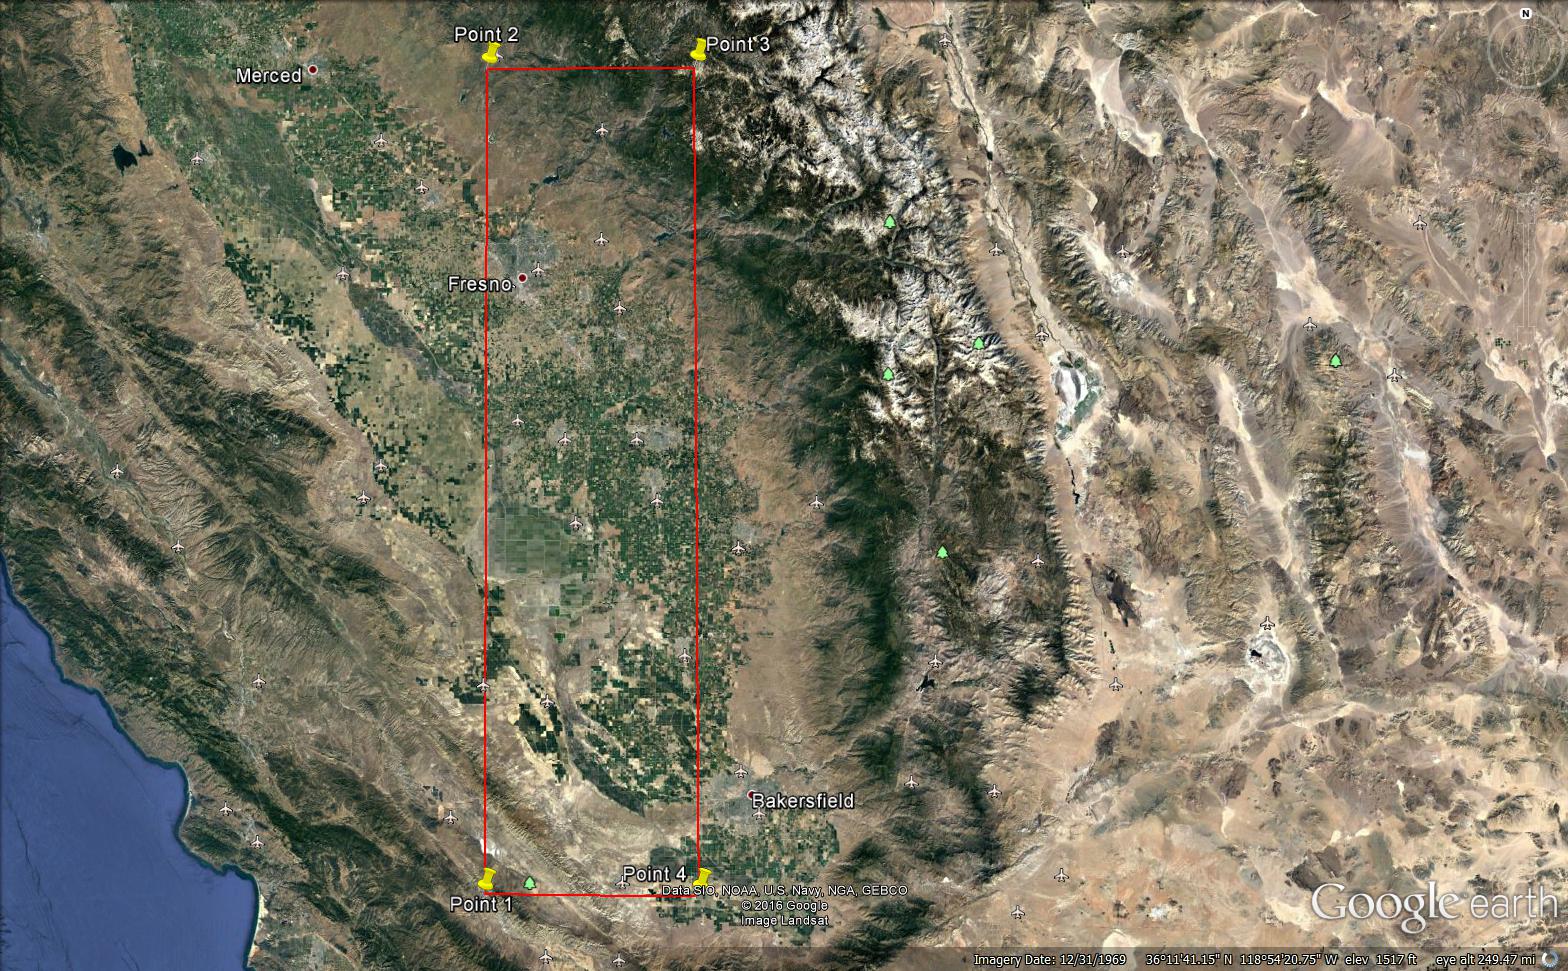 N
Point 2
Point 3
Merced
Fresno
Bakersfield
Point 4
Point 1
Data SIO, NOAA, U.S. Navy, NGA, GEBCO
© 2016 Google
Image Landsat
Google earth
Imagery Date: 12/31/1969 36°11'41.15" N 118°54'20.75" W elev 1517 ft eye alt 249.47 mi